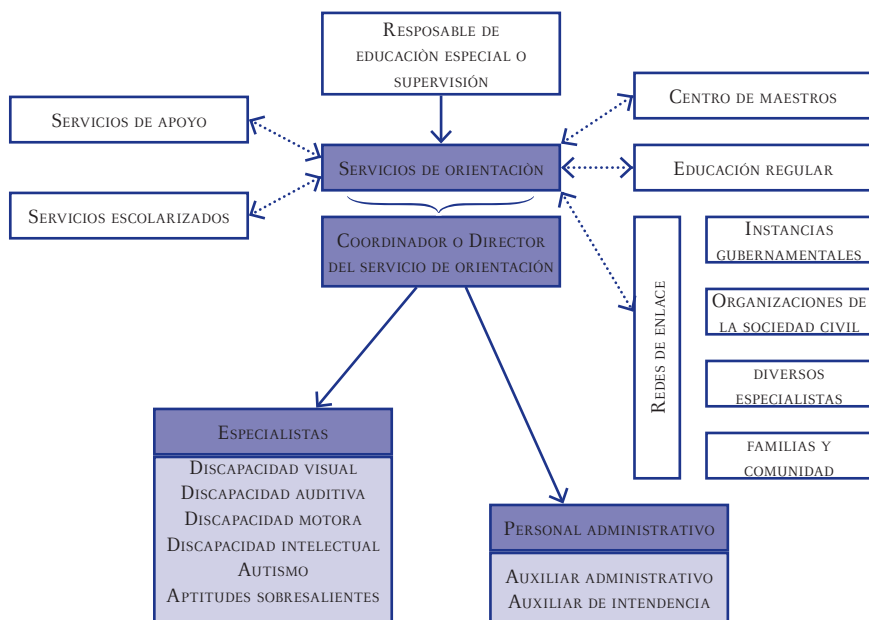 Resposable de
educaciòn especial o
supervisión
Servicios de apoyo
Centro de maestros
Servicios de orientaciòn
Educación regular
Servicios escolarizados
Coordinador o Director
del servicio de orientación
Redes de enlace
Instancias
gubernamentales
Organizaciones de
la sociedad civil
diversos
especialistas
familias y
comunidad
Especialistas
Discapacidad visual
Discapacidad auditiva
Discapacidad motora
Discapacidad intelectual
Autismo
Aptitudes sobresalientes
Personal administrativo
Auxiliar administrativo
Auxiliar de intendencia